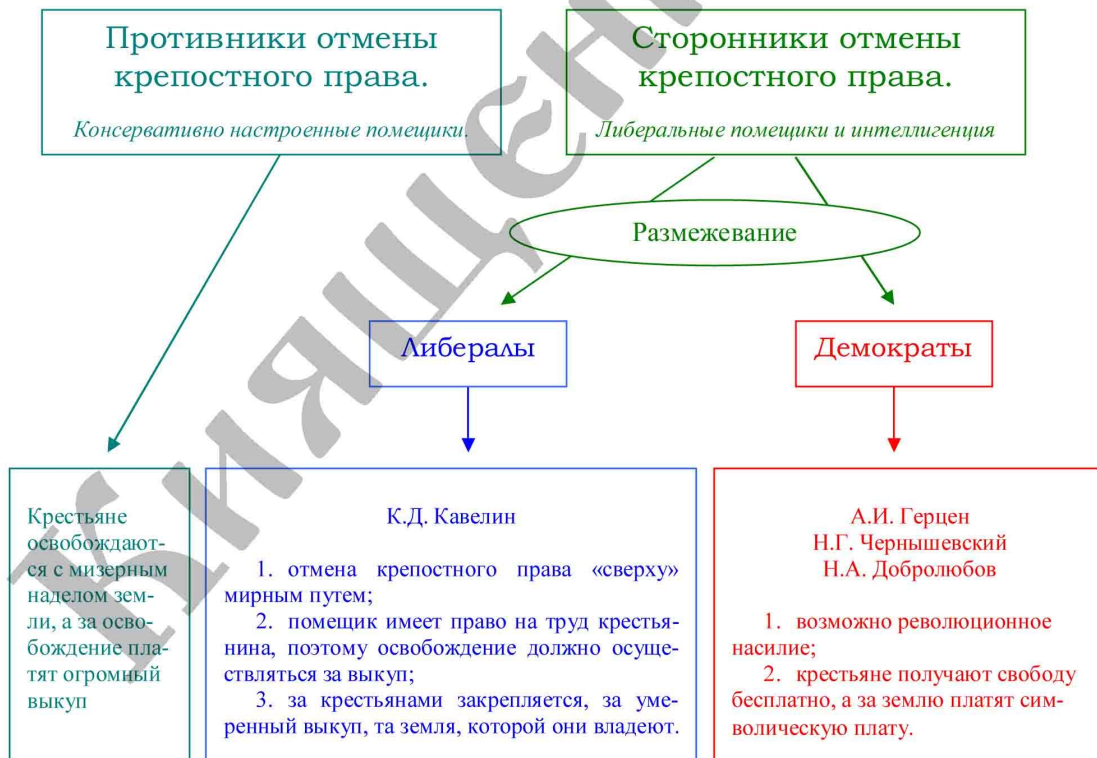 Противники отмены
крепостного права.
Консервативно настроенные помещики.
Сторонники отмены
крепостного права.
Либеральные помещики и интеллигенция
Размежевание
Либералы
Демократы
Крестьяне
освобождают-
ся с мизерным
наделом зем-
ли, а за осво-
бождение пла-
тят огромный
выкуп
К.Д. Кавелин
1. отмена крепостного права «сверху»
мирным путем;
2. помещик имеет право на труд крестья-
нина, поэтому освобождение должно осуще-
ствляться за выкуп;
3. за крестьянами закрепляется, за уме-
ренный выкуп, та земля, которой они владеют.
А.И. Герцен
Н.Г. Чернышевский
Н.А. Добролюбов
1. возможно революционное
насилие;
2. крестьяне получают свободу
бесплатно, а за землю платят сим-
волическую плату.